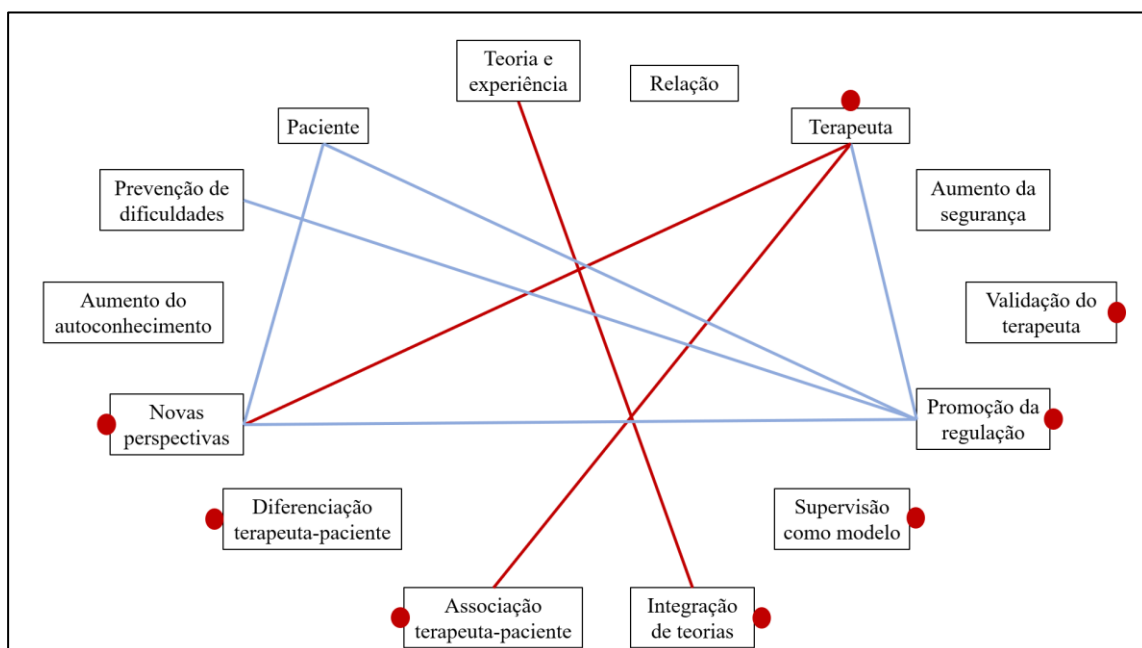 Teoria e
experiência
Relação
Paciente
Terapeuta
Prevenção de
dificuldades
Aumento da
segurança
Aumento do
autoconhecimento
Validação do
terapeuta
Novas
perspectivas
Promoção da
regulação
Diferenciação
terapeuta-paciente
Supervisão
como modelo
Associação
terapeuta-paciente
Integração
de teorias